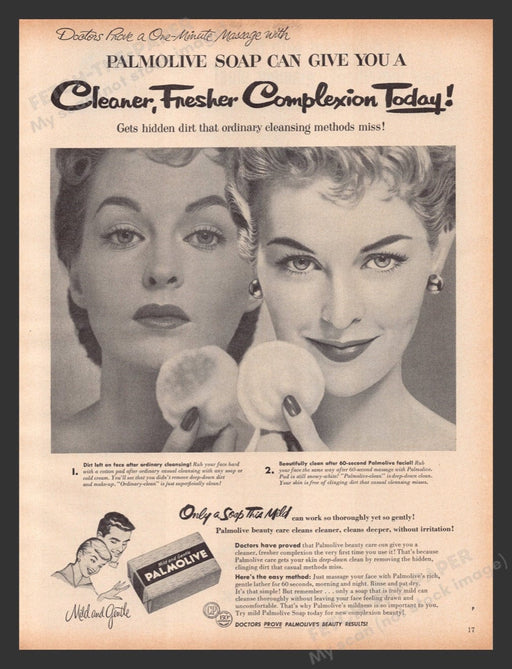 Doctors Prove a One-Minute Massage with
PALMOLIVE SOAP CAN GIVE YOU A
Cleaner, Fresher Complexion Today!
Gets hidden dirt that ordinary cleansing methods miss!
1. Dirt left on face after ordinary cleansing! Rub your face hard
with a cotton pad after ordinary casual cleansing with any soap or
cold cream. You'll see that you didn't remove deep-down dirt
and make-up. "Ordinary-clean" is just superficially clean!
2. Beautifully clean after 60-second Palmolive facial! Rub
your face the same way after 60-second massage with Palmolive.
Pad is still snowy-white! "Palmolive-clean" is deep-down clean.
Your skin is free of clinging dirt that casual cleansing misses.
Only a Soap This Mild can work so thoroughly yet so gently!
Palmolive beauty care cleans cleaner, cleans deeper, without irritation!
Doctors have proved that Palmolive beauty care can give you a
cleaner, fresher complexion the very first time you use it! That's because
Palmolive care gets your skin deep-down clean by removing the hidden,
clinging dirt that casual methods miss.
Here's the easy method: Just massage your face with Palmolive's rich,
gentle lather for 60 seconds, morning and night. Rinse and pat dry.
It's that simple! But remember . . . only a soap that is truly mild can
cleanse thoroughly without leaving your face feeling drawn and
uncomfortable. That's why Palmolive's mildness is so important to you.
Try mild Palmolive Soap today for new complexion beauty!
DOCTORS PROVE PALMOLIVE'S BEAUTY RESULTS!
Mild and Gentle
PALMOLIVE
Mild and Gentle
CP
P
17